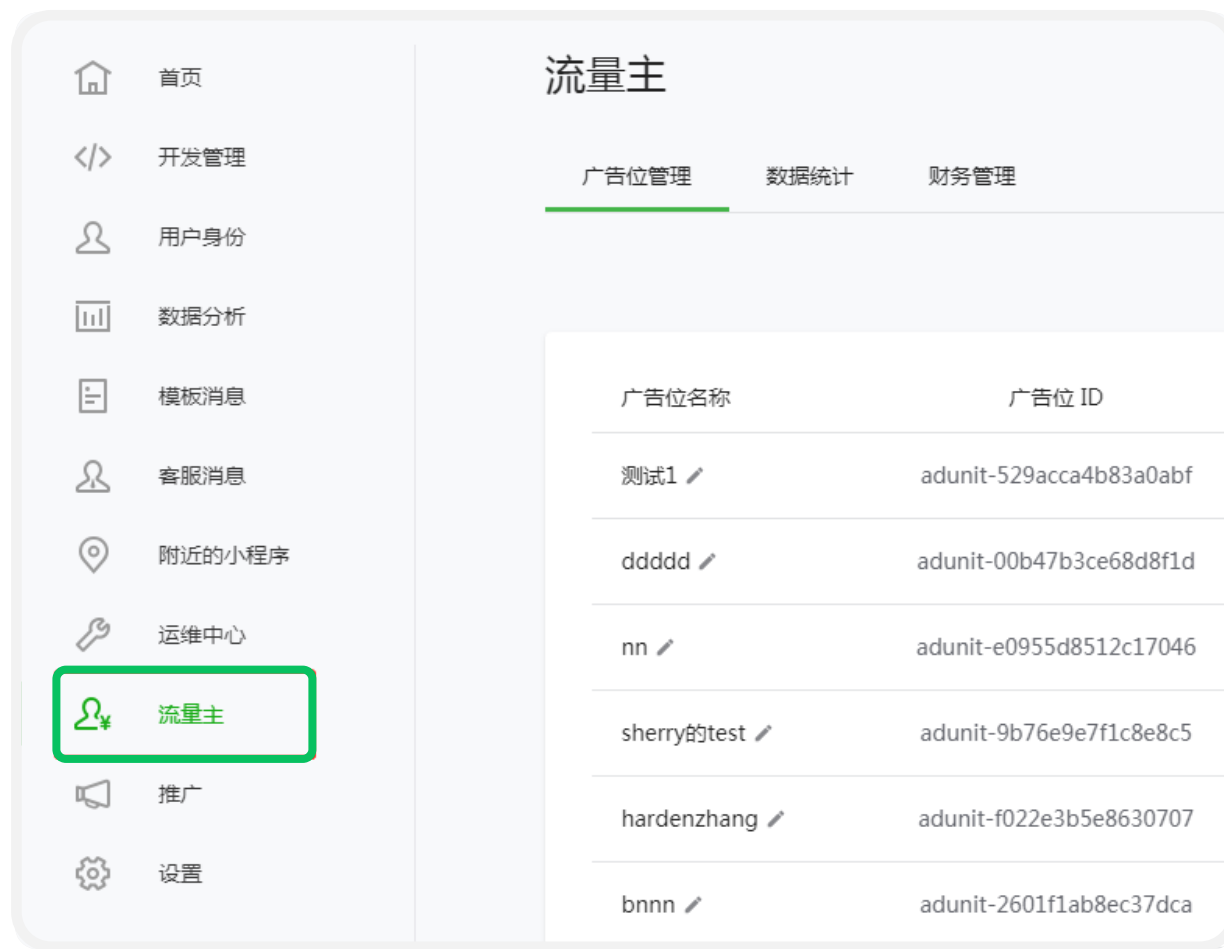 首页
开发管理
用户身份
数据分析
模板消息
客服消息
附近的小程序
运维中心
流量主
推广
设置
流量主
广告位管理 数据统计 财务管理
广告位名称 广告位 ID
测试1 adunit-529acca4b83a0abf
ddddd adunit-00b47b3ce68d8f1d
nn adunit-e0955d8512c17046
sherry的test adunit-9b76e9e7f1c8e8c5
hardenzhang adunit-f022e3b5e8630707
bnnn adunit-2601f1ab8ec37dca